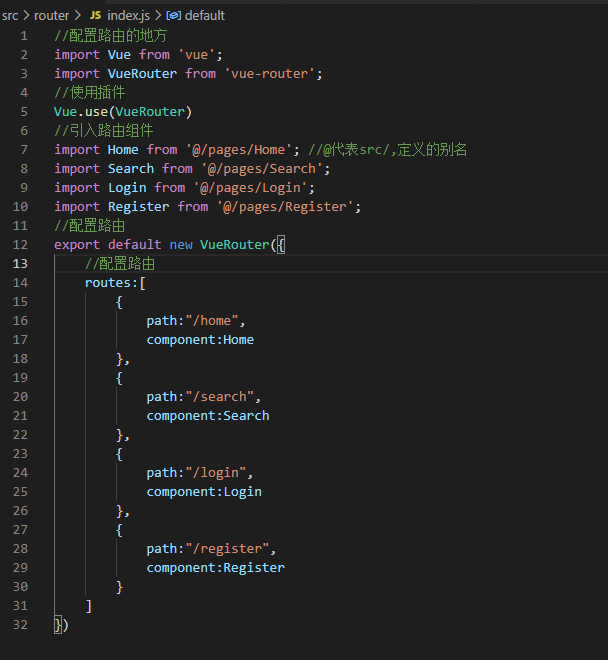 src > router > JS index.js > default
1 //配置路由的地方
2 import Vue from 'vue';
3 import VueRouter from 'vue-router';
4 //使用插件
5 Vue.use(VueRouter)
6 //引入路由组件
7 import Home from '@/pages/Home'; //@代表src/,定义的别名
8 import Search from '@/pages/Search';
9 import Login from '@/pages/Login';
10 import Register from '@/pages/Register';
11 //配置路由
12 export default new VueRouter({
13     //配置路由
14     routes:[
15         {
16             path:"/home",
17             component:Home
18         },
19         {
20             path:"/search",
21             component:Search
22         },
23         {
24             path:"/login",
25             component:Login
26         },
27         {
28             path:"/register",
29             component:Register
30         }
31     ]
32 })